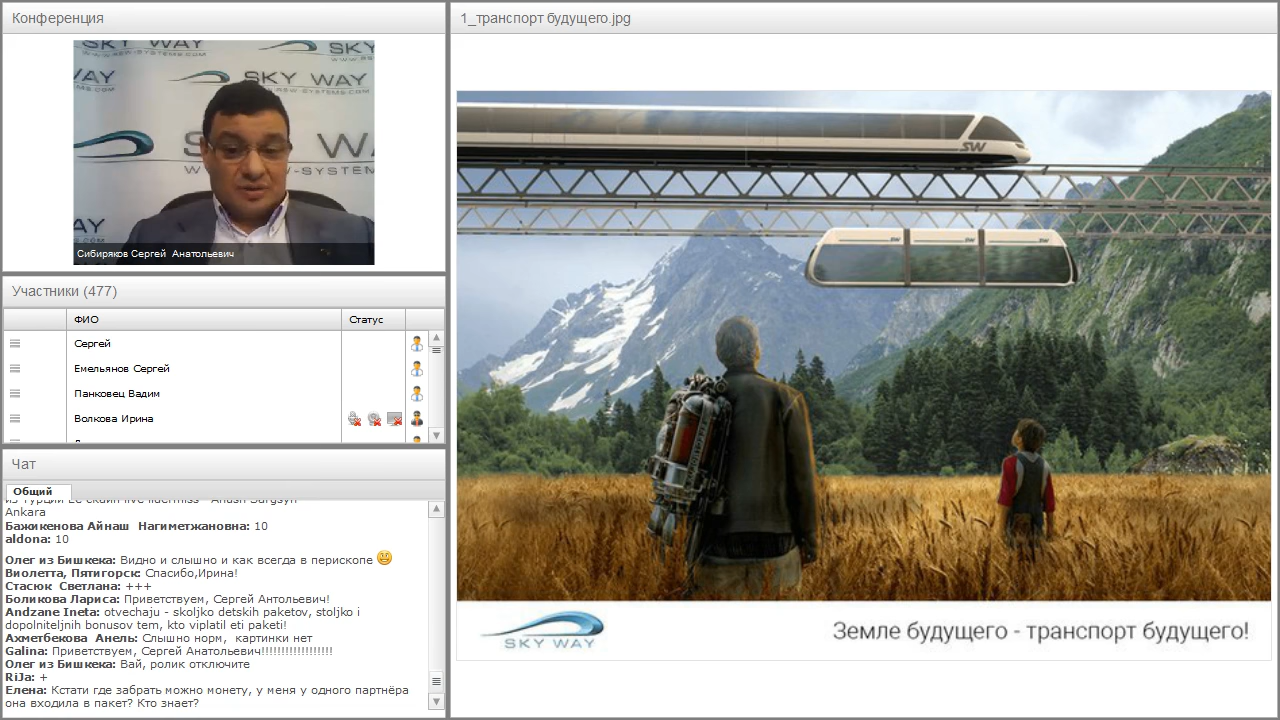 Конференция
SKY WAY
SKY WAY
Сибиряков Сергей Анатольевич
Участники (477)
ФИО
Статус
Сергей
Емельянов Сергей
Панковец Вадим
Волкова Ирина
Чат
Общий
Ankara
Бажикенова Айнаш Нагиметжановна: 10
aldona: 10
Олег из Бишкека: Видно и слышно и как всегда в перископе
Виолетта, Пятигорск: Спасибо,Ирина!
Стасюк Светлана: +++
Боликова Лариса: Приветствуем, Сергей Антольевич!
Andzane Ineta: otvechaju - skoljko detskih paketov, stoljko i
dopolniteljnih bonusov tem, kto viplatil eti paketi!
Ахметбекова Анель: Слышно норм, картинки нет
Galina: Приветствуем, Сергей Анатольевич!!!!!!!!!!!!!!!!!!
Олег из Бишкека: Вай, ролик отключите
RiJa: +
Елена: Кстати где забрать можно монету, у меня у одного партнёра
она входила в пакет? Кто знает?
1_транспорт будущего.jpg
SW
SW
SW
SW
SKY WAY
Земле будущего - транспорт будущего!